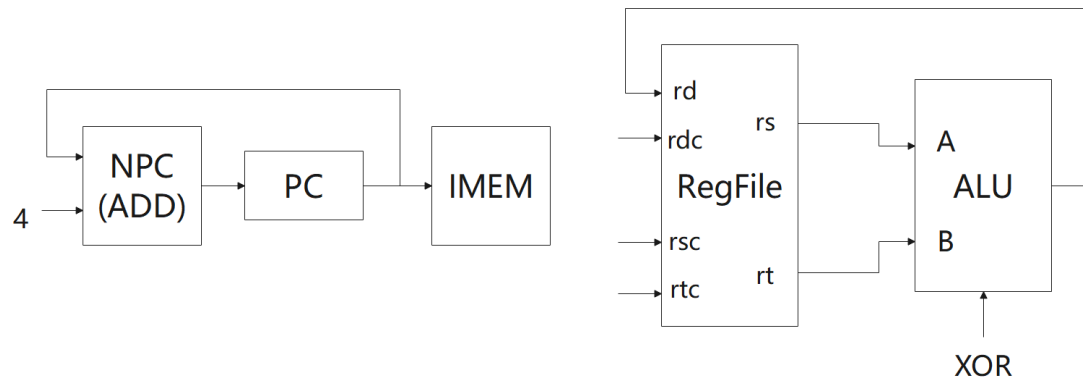 4
NPC
(ADD)
PC
IMEM
rd
rdc
rs
RegFile
rsc
rtc
rt
A
ALU
B
XOR